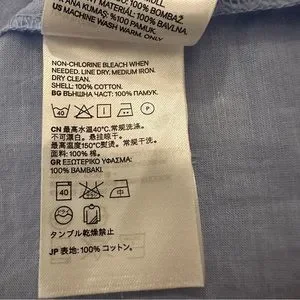 100% BOMBAŽ
MATERIAL: 100% BAVLNA.
ANA KUMAŞ: %100 PAMUK.
US MACHINE WASH WARM. ONLY
NON-CHLORINE BLEACH WHEN
NEEDED. LINE DRY. MEDIUM IRON.
DRY CLEAN.
SHELL: 100% COTTON.
BG ВЪНШНА ЧАСТ: 100% ПАМУК.
40
P
CN 最高水温40℃.常规洗涤.
不可漂白。悬挂晾干。
最高温度150℃熨烫。常规干洗。
面料: 100% 棉。
GR ΕΞΩΤΕΡΙΚΟ ΥΦΑΣΜΑ:
100% ΒΑΜΒΑΚΙ.
40
中
タンブル乾燥禁止
JP 表地: 100% コットン。